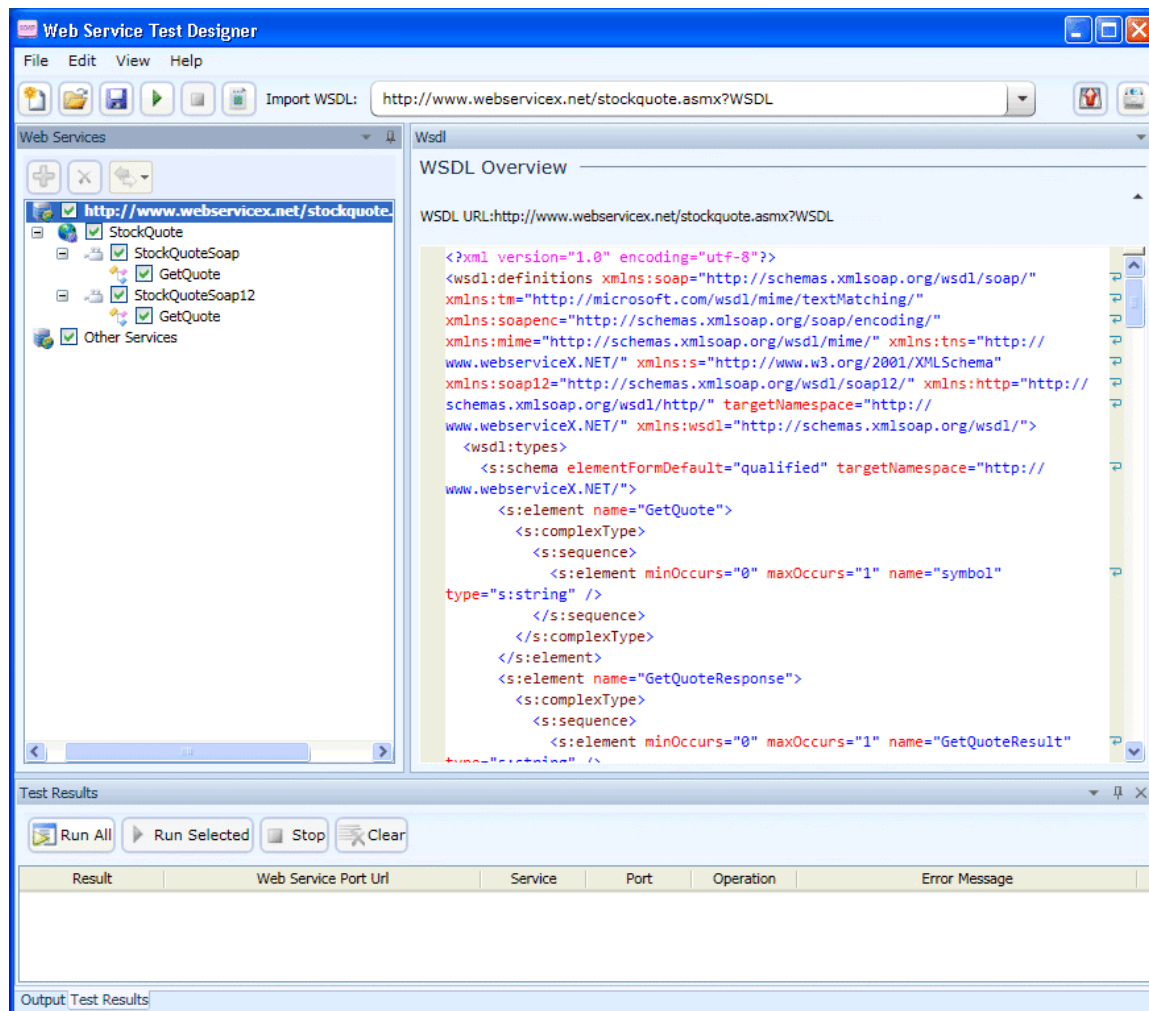 SOAP Web Service Test Designer
File Edit View Help
Import WSDL: http://www.webservicex.net/stockquote.asmx?WSDL
Web Services
http://www.webservicex.net/stockquote.
StockQuote
StockQuoteSoap
GetQuote
StockQuoteSoap12
GetQuote
Other Services
Wsdl
WSDL Overview
WSDL URL:http://www.webservicex.net/stockquote.asmx?WSDL
<?xml version="1.0" encoding="utf-8"?>
<wsdl:definitions xmlns:soap="http://schemas.xmlsoap.org/wsdl/soap/"
xmlns:tm="http://microsoft.com/wsdl/mime/textMatching/"
xmlns:soapenc="http://schemas.xmlsoap.org/soap/encoding/"
xmlns:mime="http://schemas.xmlsoap.org/wsdl/mime/" xmlns:tns="http://
www.webserviceX.NET/" xmlns:s="http://www.w3.org/2001/XMLSchema"
xmlns:soap12="http://schemas.xmlsoap.org/wsdl/soap12/" xmlns:http="http://
schemas.xmlsoap.org/wsdl/http/" targetNamespace="http://
www.webserviceX.NET/" xmlns:wsdl="http://schemas.xmlsoap.org/wsdl/">
<wsdl:types>
<s:schema elementFormDefault="qualified" targetNamespace="http://
www.webserviceX.NET/">
<s:element name="GetQuote">
<s:complexType>
<s:sequence>
<s:element minOccurs="0" maxOccurs="1" name="symbol"
type="s:string" />
</s:sequence>
</s:complexType>
</s:element>
<s:element name="GetQuoteResponse">
<s:complexType>
<s:sequence>
<s:element minOccurs="0" maxOccurs="1" name="GetQuoteResult"
type="s:string" />
Test Results
Run All Run Selected Stop Clear
Result Web Service Port Url Service Port Operation Error Message
Output Test Results